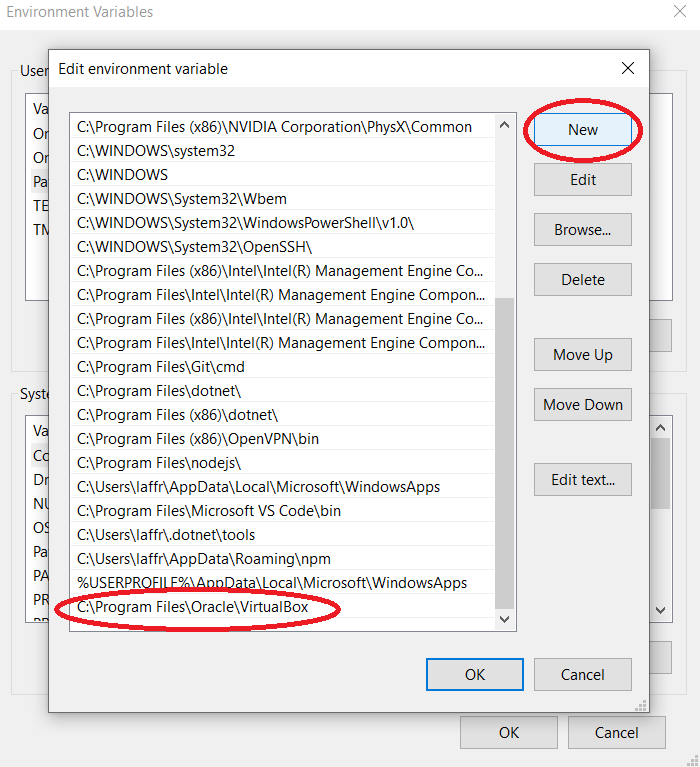 Environment Variables
Edit environment variable
User
Va
On
On
Pa
TE
TM
C:\Program Files (x86)\NVIDIA Corporation\PhysX\Common
C:\WINDOWS\system32
C:\WINDOWS
C:\WINDOWS\System32\Wbem
C:\WINDOWS\System32\WindowsPowerShell\v1.0\
C:\WINDOWS\System32\OpenSSH\
C:\Program Files (x86)\Intel\Intel(R) Management Engine Co...
C:\Program Files\Intel\Intel(R) Management Engine Compon...
C:\Program Files (x86)\Intel\Intel(R) Management Engine Co...
C:\Program Files\Intel\Intel(R) Management Engine Compon...
C:\Program Files\Git\cmd
C:\Program Files\dotnet\
C:\Program Files (x86)\dotnet\
C:\Program Files (x86)\OpenVPN\bin
C:\Program Files\nodejs\
C:\Users\laffr\AppData\Local\Microsoft\WindowsApps
C:\Program Files\Microsoft VS Code\bin
C:\Users\laffr\.dotnet\tools
C:\Users\laffr\AppData\Roaming\npm
%USERPROFILE%\AppData\Local\Microsoft\WindowsApps
C:\Program Files\Oracle\VirtualBox
New
Edit
Browse...
Delete
Move Up
Move Down
Edit text...
Syste
Va
Co
Dr
NU
OS
Pa
PA
PR
OK
Cancel
OK
Cancel